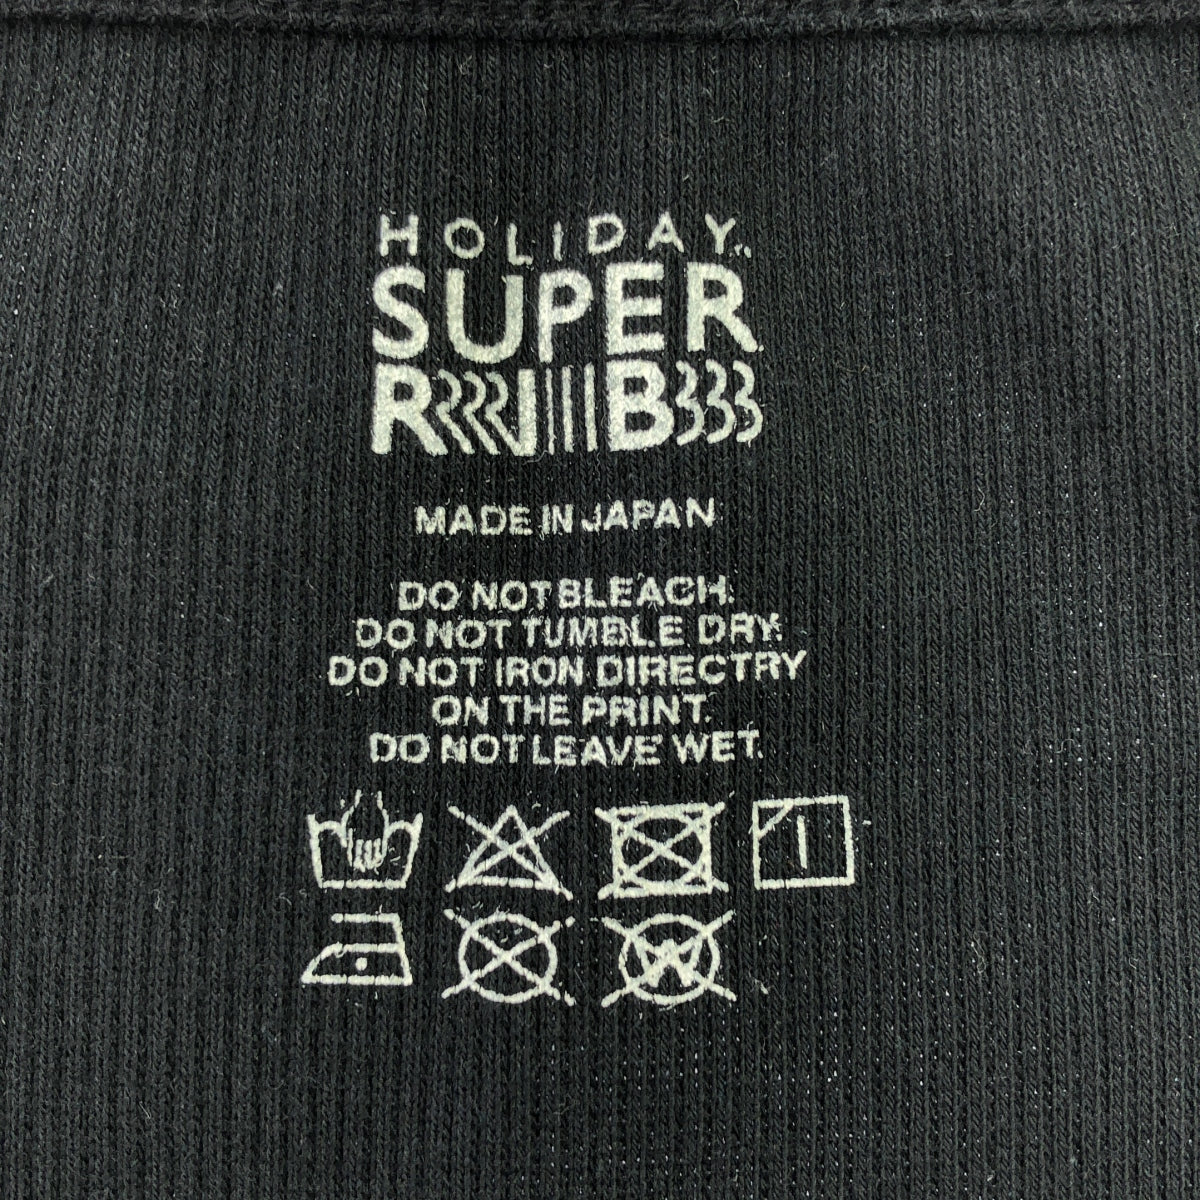 HOLIDAY
SUPER
RIB
MADE IN JAPAN
DO NOT BLEACH.
DO NOT TUMBLE DRY.
DO NOT IRON DIRECTRY
ON THE PRINT.
DO NOT LEAVE WET.
W